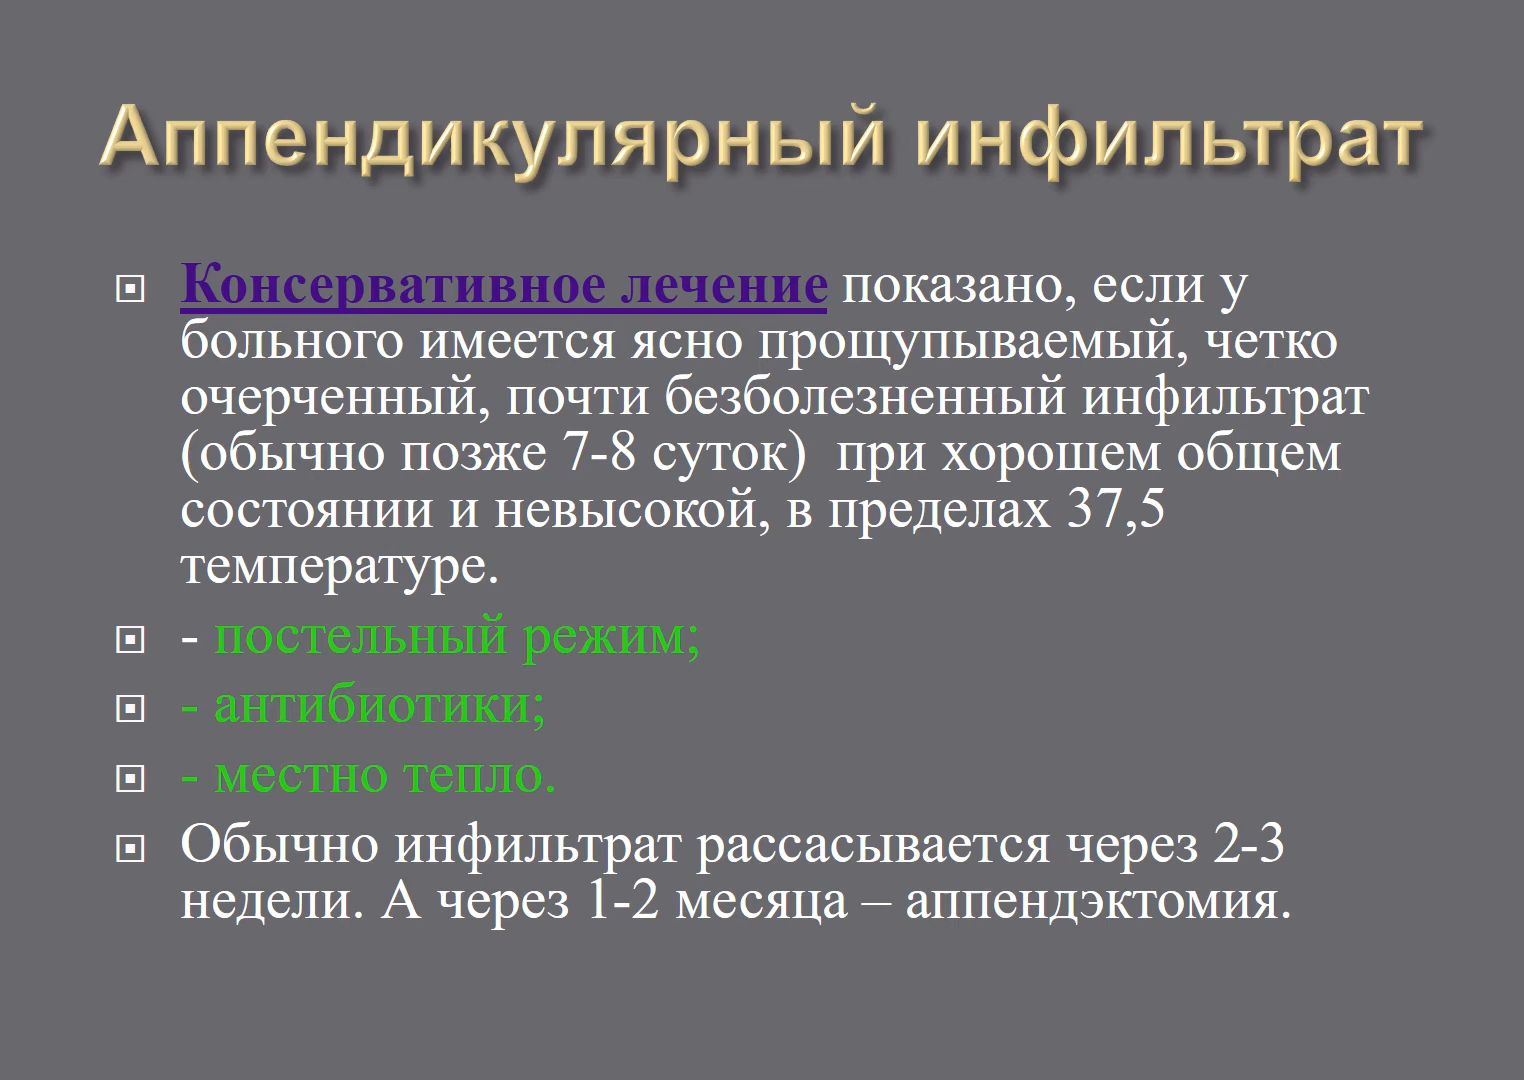 Аппендикулярный инфильтрат
Консервативное лечение показано, если у
больного имеется ясно прощупываемый, четко
очерченный, почти безболезненный инфильтрат
(обычно позже 7-8 суток) при хорошем общем
состоянии и невысокой, в пределах 37,5
температуре.
- постельный режим;
- антибиотики;
- местно тепло.
Обычно инфильтрат рассасывается через 2-3
недели. А через 1-2 месяца – аппендэктомия.